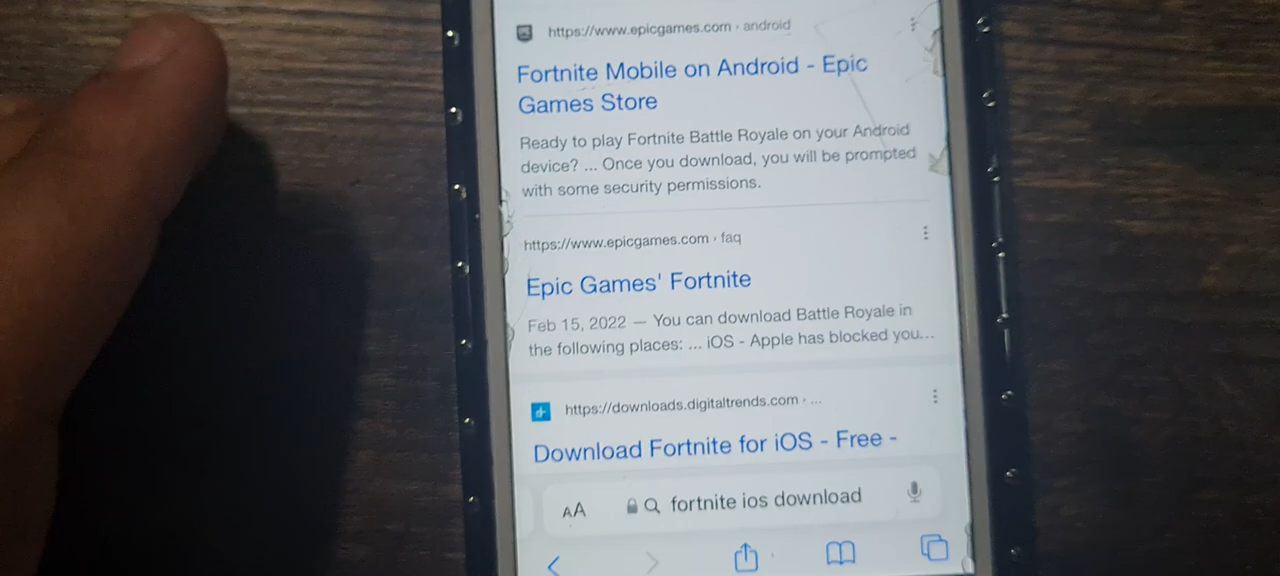 https://www.epicgames.com › android
Fortnite Mobile on Android - Epic
Games Store
Ready to play Fortnite Battle Royale on your Android
device? ... Once you download, you will be prompted
with some security permissions.
https://www.epicgames.com › faq
Epic Games' Fortnite
Feb 15, 2022 — You can download Battle Royale in
the following places: ... iOS - Apple has blocked you...
https://downloads.digitaltrends.com › ...
Download Fortnite for iOS - Free -
AA fortnite ios download